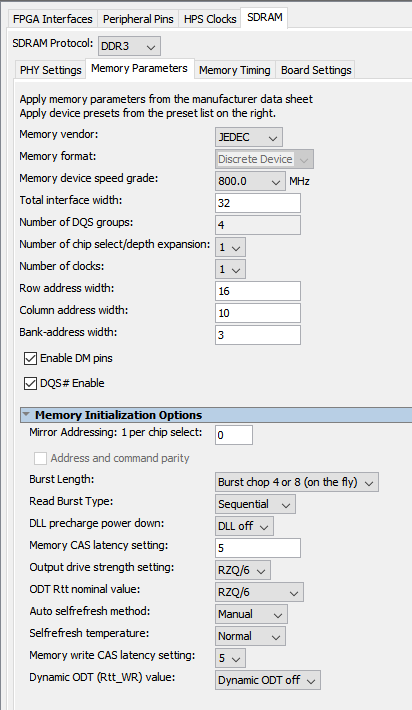 FPGA Interfaces Peripheral Pins HPS Clocks SDRAM
SDRAM Protocol: DDR3
PHY Settings Memory Parameters Memory Timing Board Settings
Apply memory parameters from the manufacturer data sheet
Apply device presets from the preset list on the right.
Memory vendor: JEDEC
Memory format: Discrete Device
Memory device speed grade: 800.0 MHz
Total interface width: 32
Number of DQS groups: 4
Number of chip select/depth expansion: 1
Number of clocks: 1
Row address width: 16
Column address width: 10
Bank-address width: 3
Enable DM pins
DQS# Enable
Memory Initialization Options
Mirror Addressing: 1 per chip select: 0
Address and command parity
Burst Length: Burst chop 4 or 8 (on the fly)
Read Burst Type: Sequential
DLL precharge power down: DLL off
Memory CAS latency setting: 5
Output drive strength setting: RZQ/6
ODT Rtt nominal value: RZQ/6
Auto selfrefresh method: Manual
Selfrefresh temperature: Normal
Memory write CAS latency setting: 5
Dynamic ODT (Rtt_WR) value: Dynamic ODT off